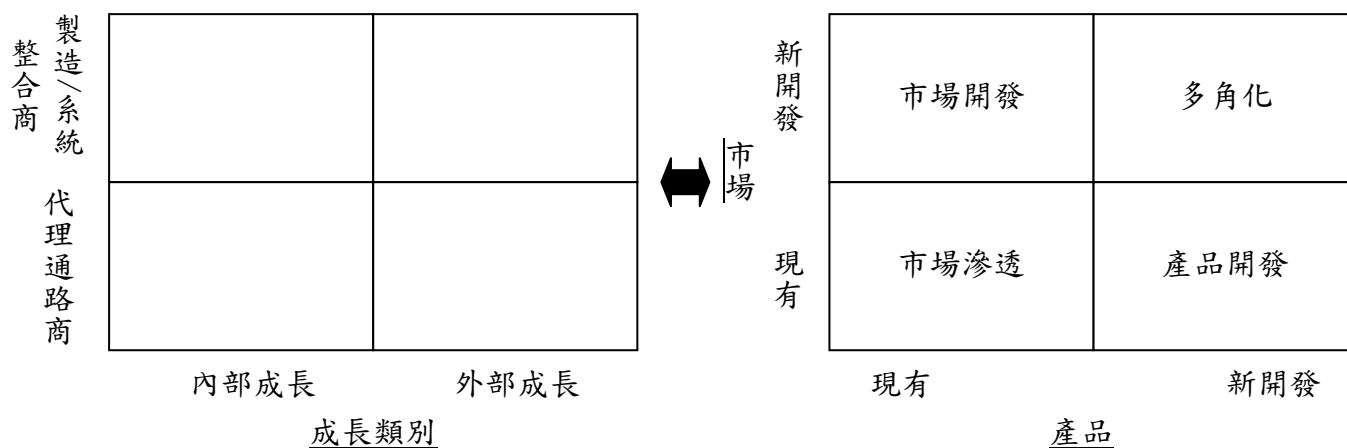 製造/系統
整合商
代理通路商
內部成長
外部成長
成長類別
市場
新開發
現有
市場開發
多角化
市場滲透
產品開發
現有
新開發
產品